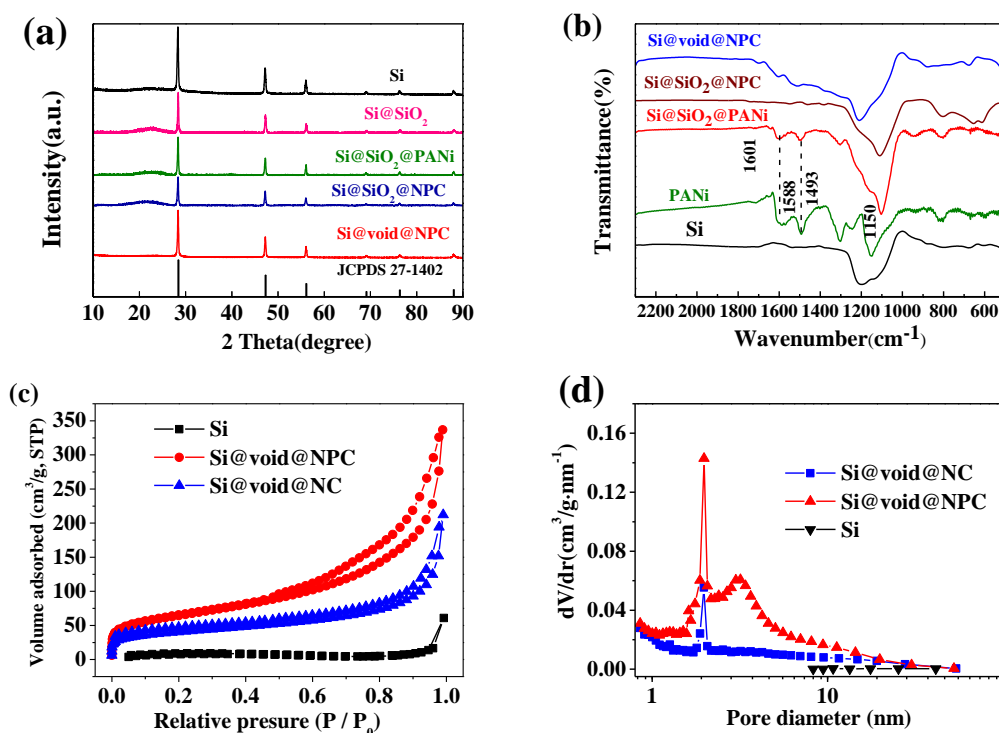 (a)
Intensity(a.u.)
Si
Si@SiO2
Si@SiO2@PANi
Si@SiO2@NPC
Si@void@NPC
JCPDS 27-1402
10 20 30 40 50 60 70 80 90
2 Theta(degree)
(b)
Transmittance(%)
Si@void@NPC
Si@SiO2@NPC
Si@SiO2@PANi
1601
1588
1493
1150
PANi
Si
2200 2000 1800 1600 1400 1200 1000 800 600
Wavenumber(cm-1)
(c)
Volume adsorbed (cm3/g, STP)
350
300
250
200
150
100
50
0
Si
Si@void@NPC
Si@void@NC
0.0 0.2 0.4 0.6 0.8 1.0
Relative presure (P / P0)
(d)
dV/dr(cm3/g·nm-1)
0.16
0.12
0.08
0.04
0.00
Si@void@NC
Si@void@NPC
Si
1 10
Pore diameter (nm)